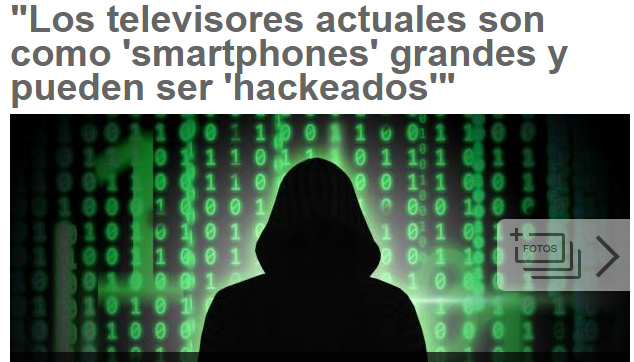 "Los televisores actuales son
como 'smartphones' grandes y
pueden ser 'hackeados'"
FOTOS